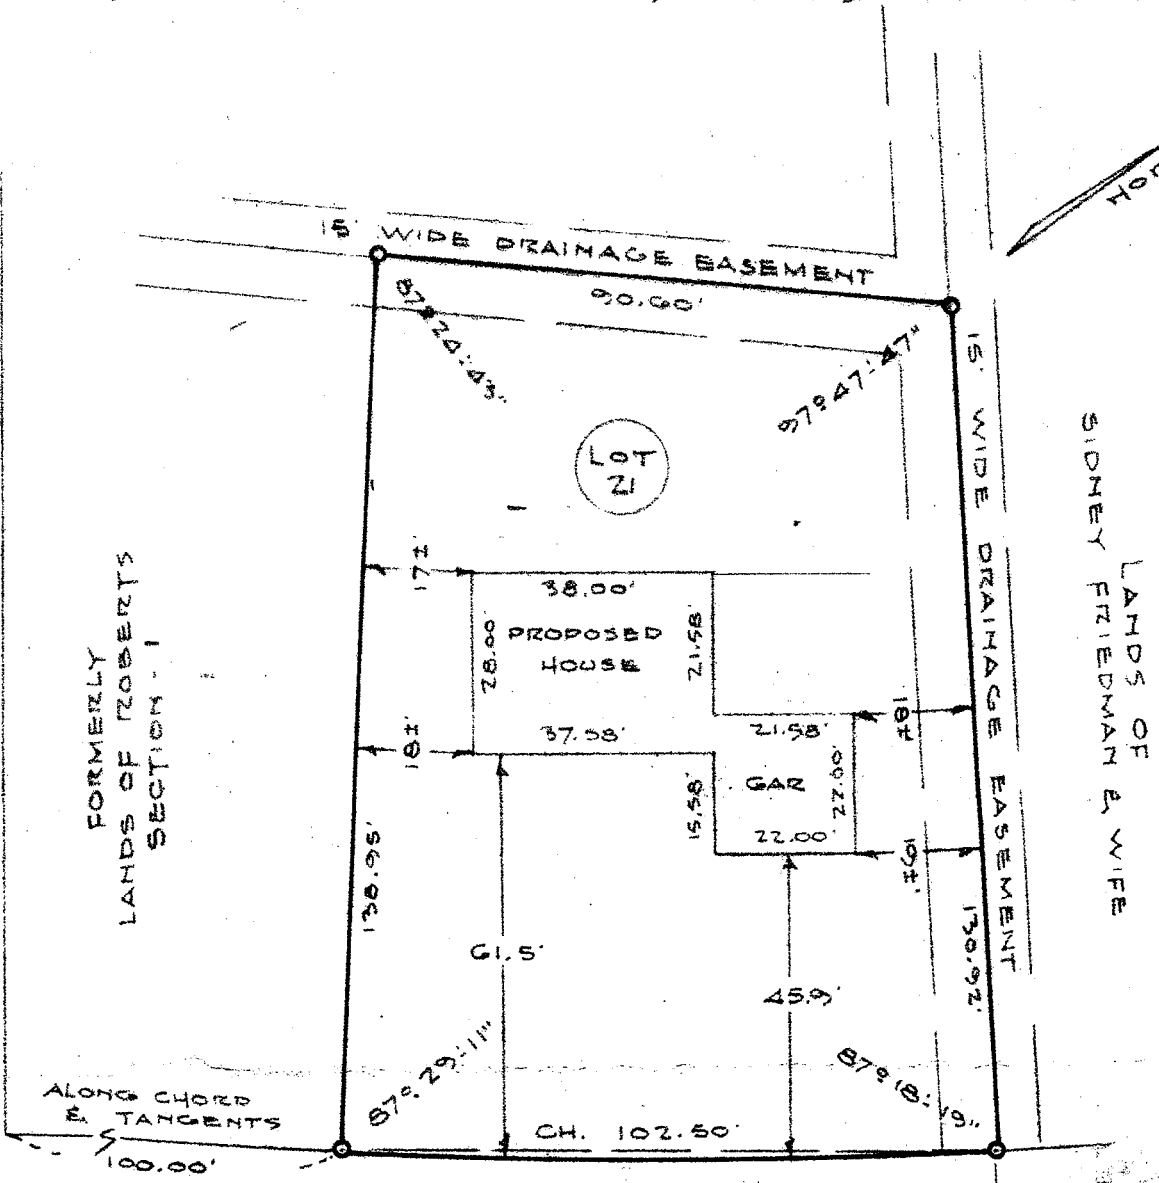 15' WIDE DRAINAGE EASEMENT
90.60'
87°-24'-43"
97°-47'-47"
15' WIDE DRAINAGE EASEMENT
LOT
21
LANDS OF
SIDNEY FRIEDMAN & WIFE
FORMERLY
LANDS OF ROBERTS
SECTION - 1
17±'
38.00'
28.00
PROPOSED
HOUSE
21.58'
18±'
37.58'
21.58'
18±'
15.58'
GAR
22.00'
22.00'
19±'
138.95'
130.92'
61.5'
45.9'
87°-29'-11"
87°-18'-19"
ALONG CHORD
& TANGENTS
100.00'
CH. 102.50'